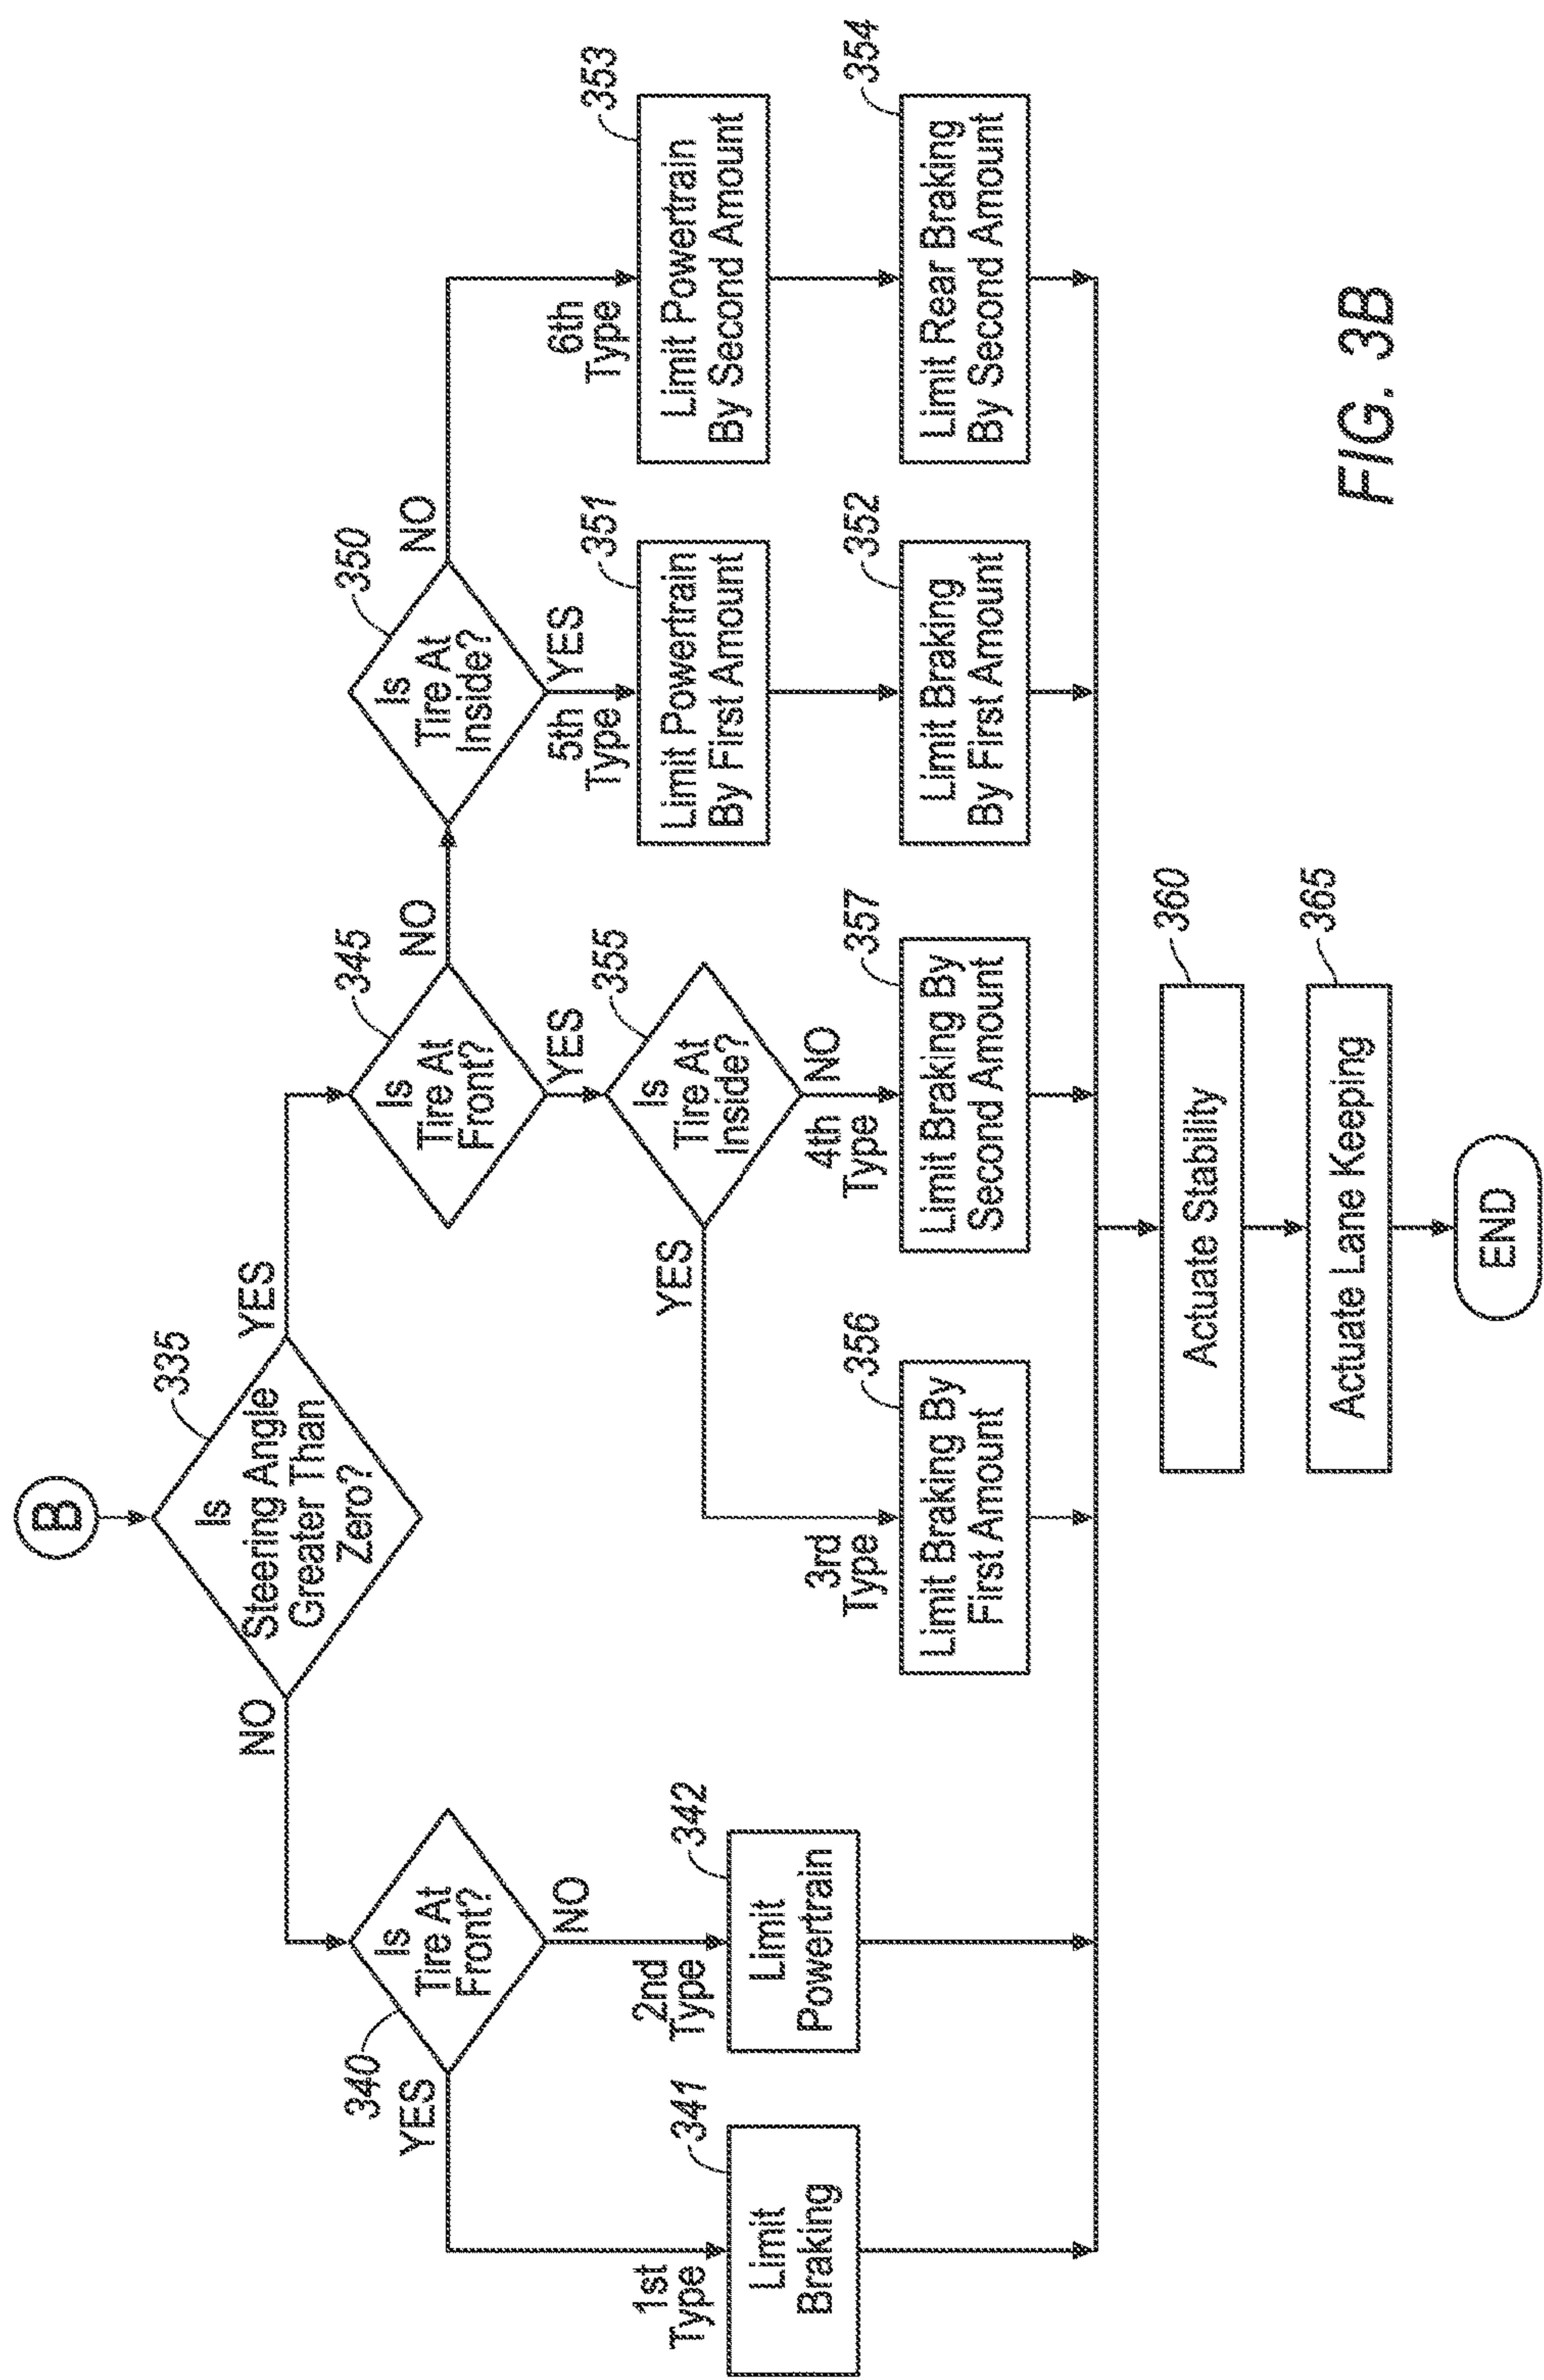 B
335
Is
Steering Angle
Greater Than
Zero?
NO
YES
340
Is
Tire At
Front?
YES
NO
345
Is
Tire At
Front?
NO
YES
350
Is
Tire At
Inside?
NO
YES
355
Is
Tire At
Inside?
YES
NO
1st
Type
341
Limit
Braking
2nd
Type
342
Limit
Powertrain
3rd
Type
356
Limit Braking By
First Amount
4th
Type
357
Limit Braking By
Second Amount
5th
Type
351
Limit Powertrain
By First Amount
352
Limit Braking
By First Amount
6th
Type
353
Limit Powertrain
By Second Amount
354
Limit Rear Braking
By Second Amount
360
Actuate Stability
365
Actuate Lane Keeping
END
FIG. 3B